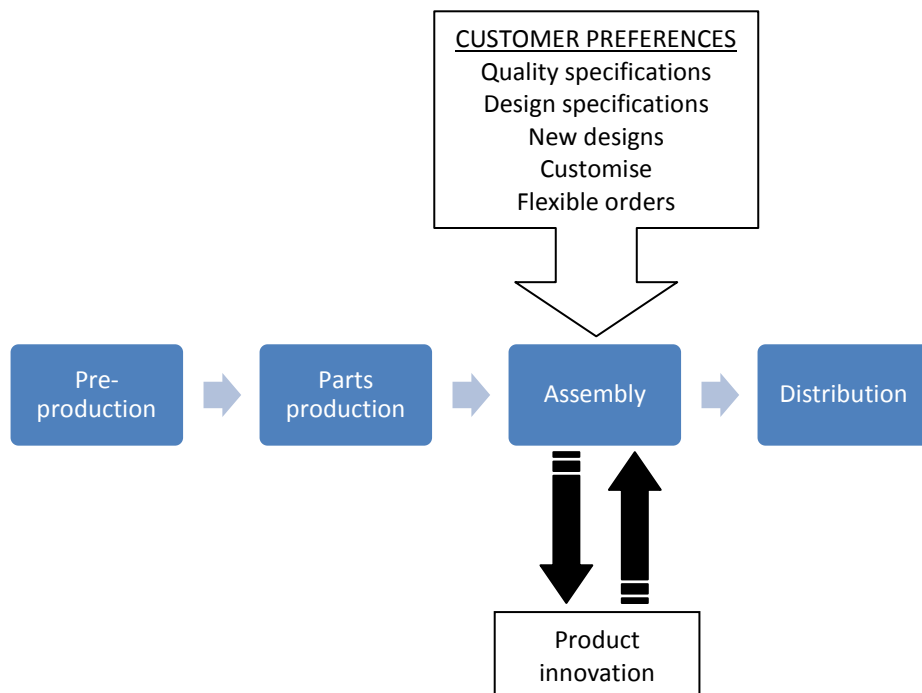 CUSTOMER PREFERENCES
Quality specifications
Design specifications
New designs
Customise
Flexible orders
Pre-
production
Parts
production
Assembly
Distribution
Product
innovation